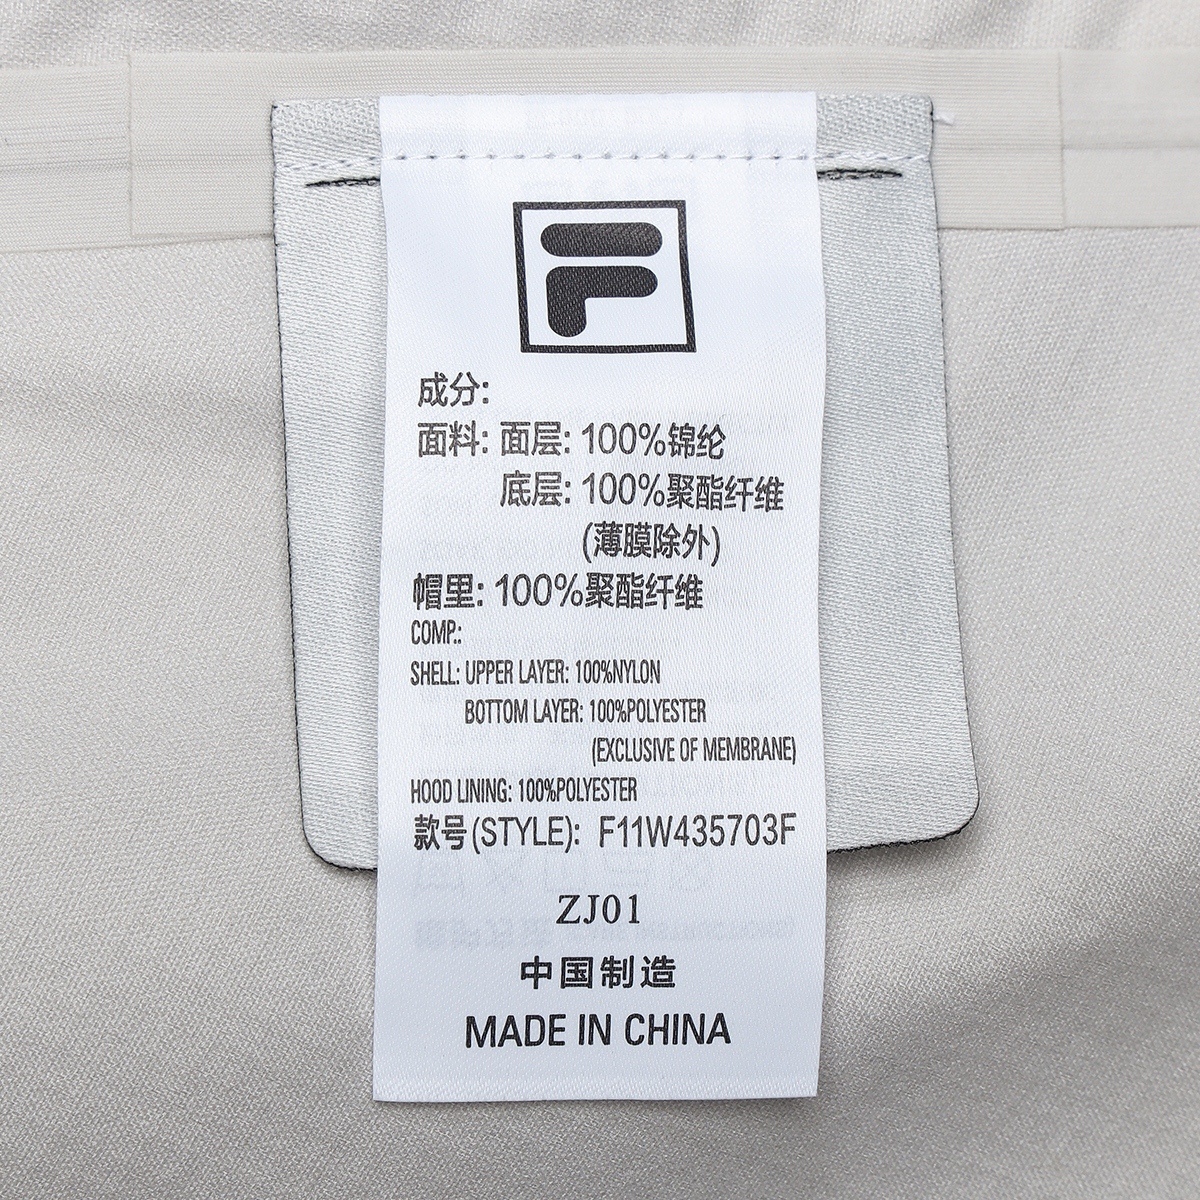 F
成分:
面料: 面层: 100%锦纶
底层: 100%聚酯纤维
(薄膜除外)
帽里: 100%聚酯纤维
COMP.:
SHELL: UPPER LAYER: 100%NYLON
BOTTOM LAYER: 100%POLYESTER
(EXCLUSIVE OF MEMBRANE)
HOOD LINING: 100%POLYESTER
款号(STYLE): F11W435703F
ZJ01
中国制造
MADE IN CHINA